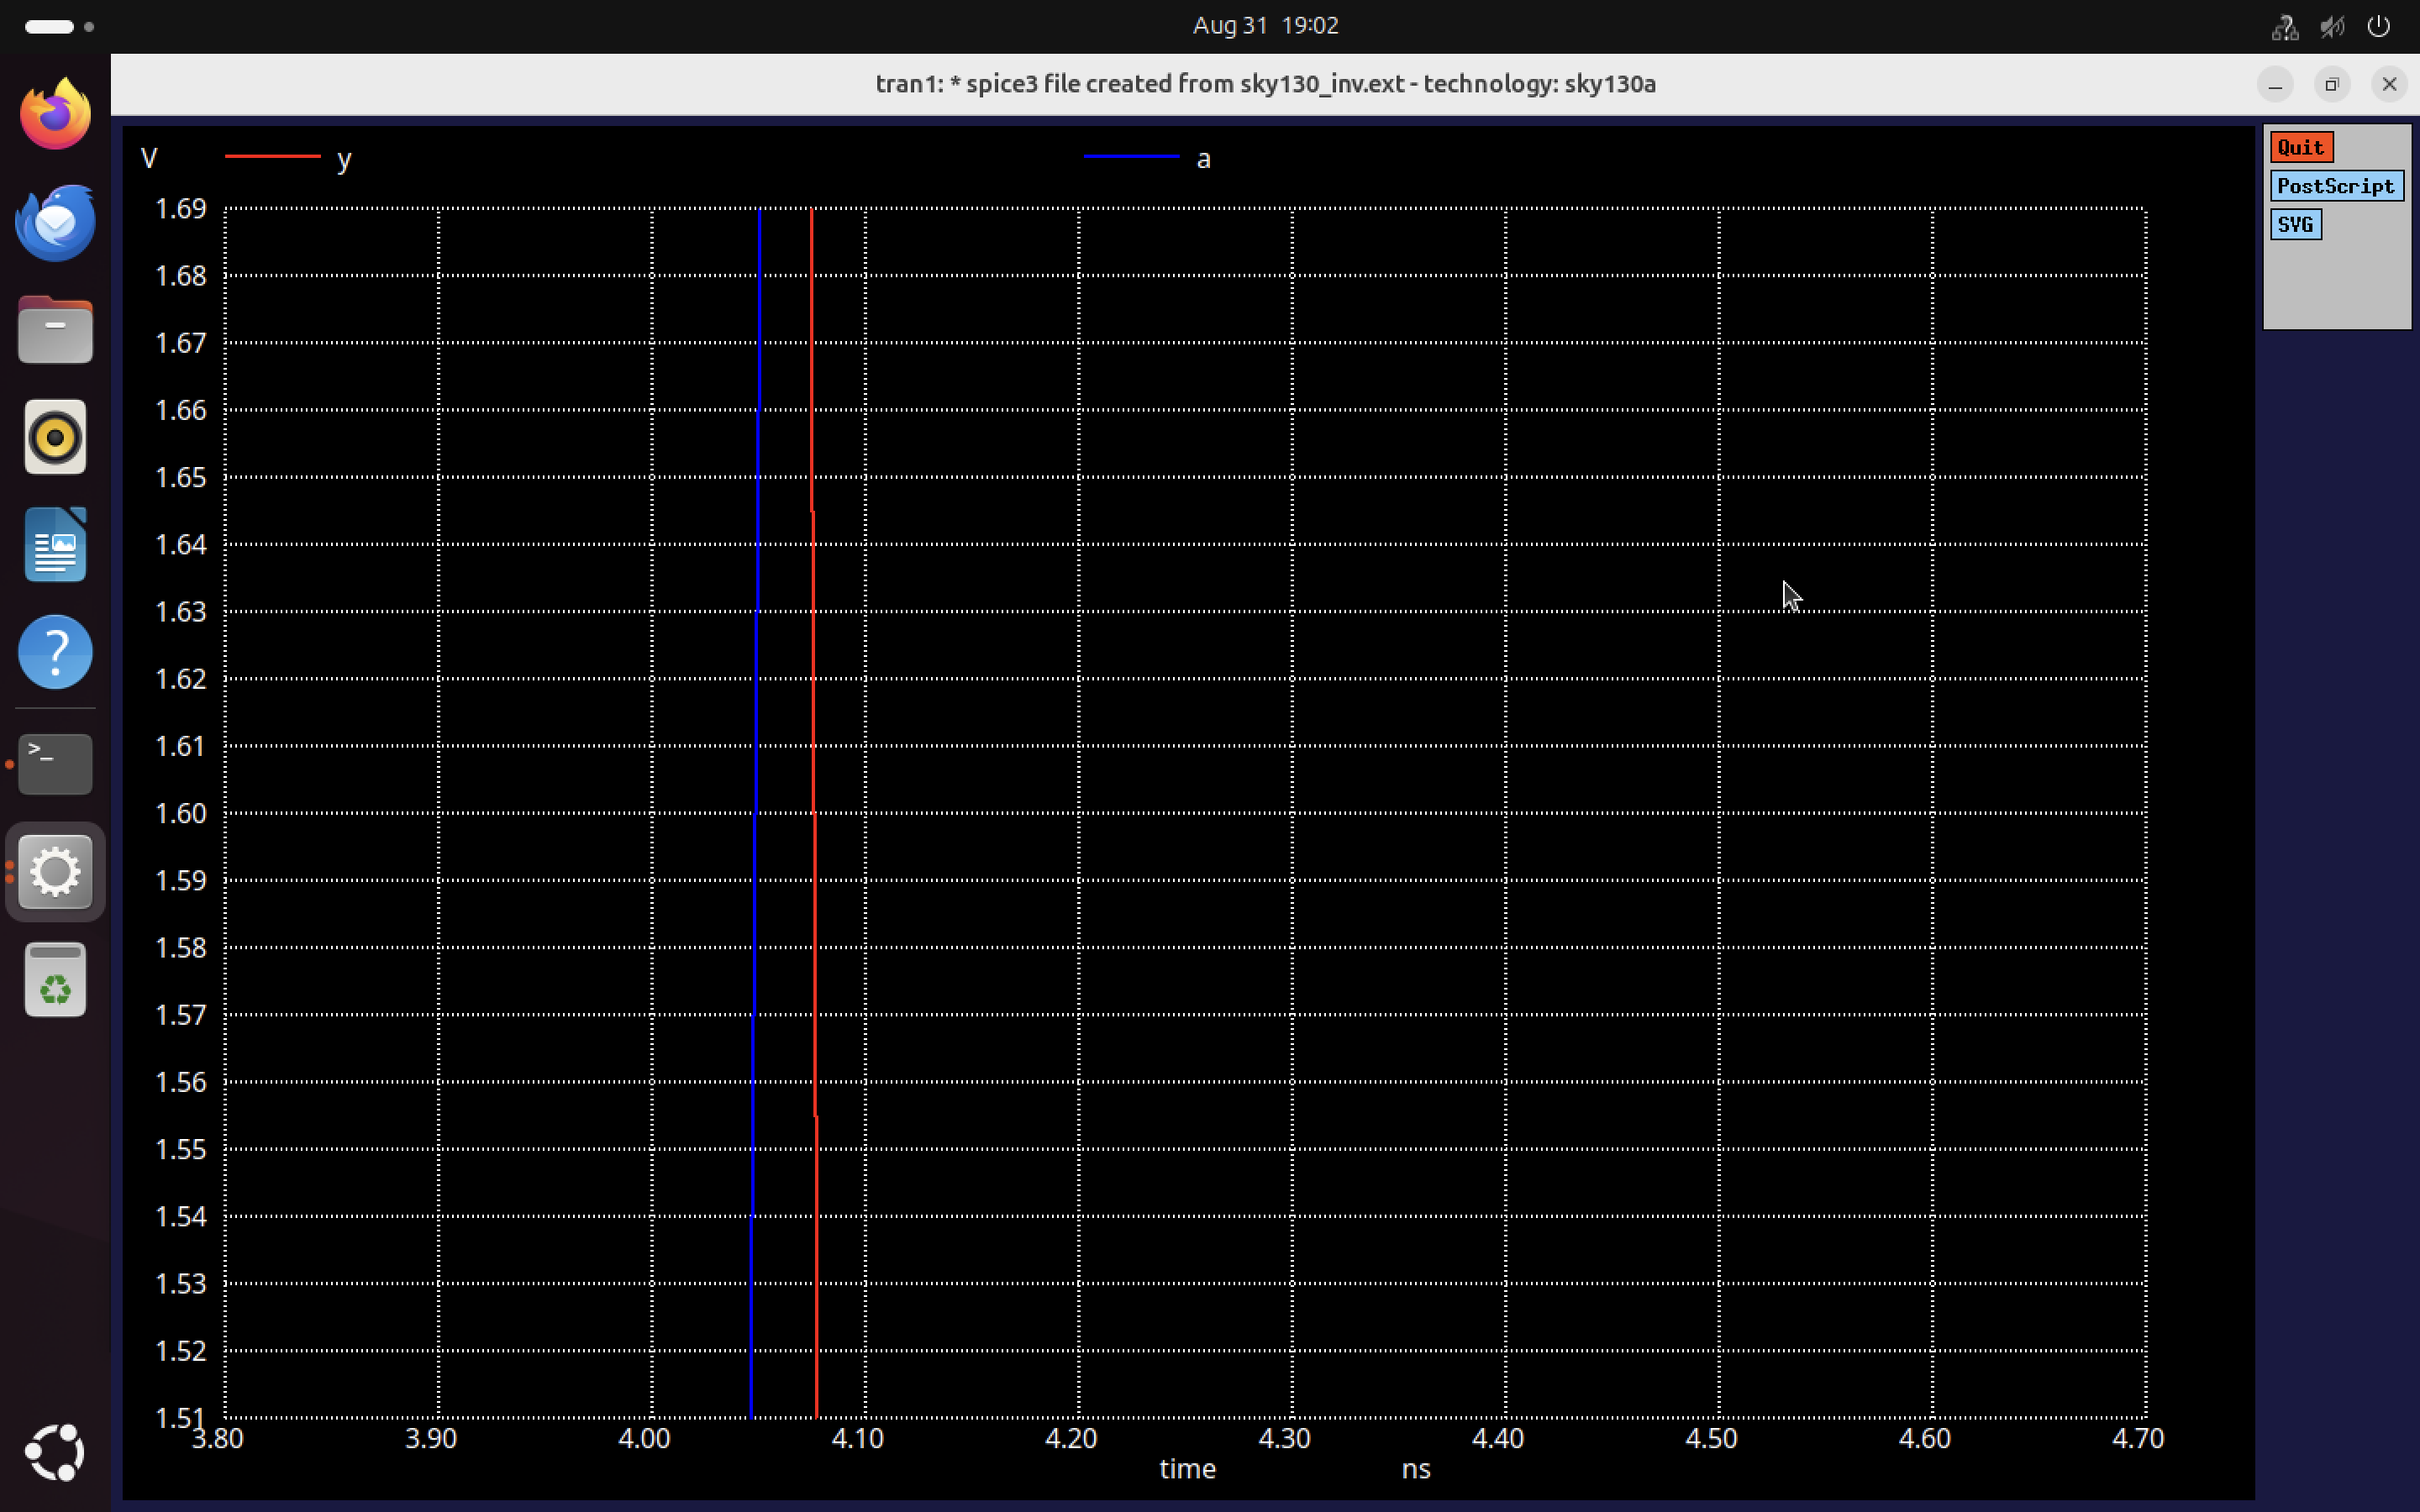 Aug 31 19:02
tran1: * spice3 file created from sky130_inv.ext - technology: sky130a
V
y
a
Quit
PostScript
SVG
1.69
1.68
1.67
1.66
1.65
1.64
1.63
1.62
1.61
1.60
1.59
1.58
1.57
1.56
1.55
1.54
1.53
1.52
1.51
3.80 3.90 4.00 4.10 4.20 4.30 4.40 4.50 4.60 4.70
time ns